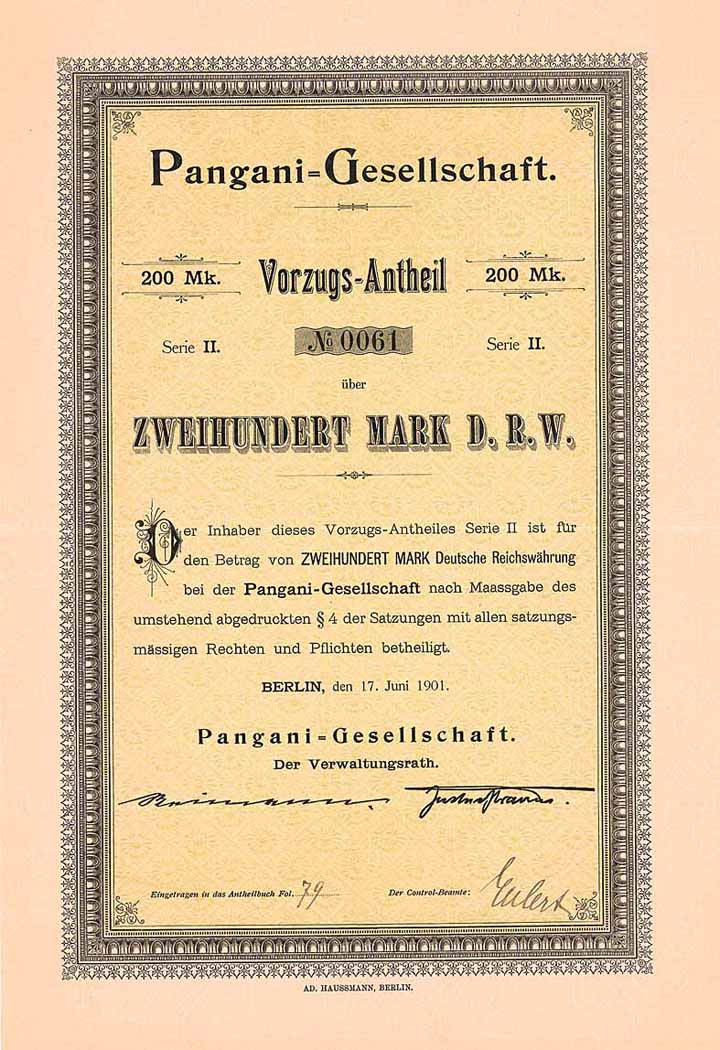 Pangani=Gesellschaft.
200 Mk. Vorzugs-Antheil 200 Mk.
Serie II. No 0061 Serie II.
über
ZWEIHUNDERT MARK D. R. W.
Der Inhaber dieses Vorzugs-Antheiles Serie II ist für
den Betrag von ZWEIHUNDERT MARK Deutsche Reichswährung
bei der Pangani-Gesellschaft nach Maassgabe des
umstehend abgedruckten § 4 der Satzungen mit allen satzungs-
mässigen Rechten und Pflichten betheiligt.
BERLIN, den 17. Juni 1901.
Pangani=Gesellschaft.
Der Verwaltungsrath.
Reimann.
Eingetragen in das Antheilbuch Fol. 79 Der Control-Beamte: Eulert
AD. HAUSSMANN, BERLIN.